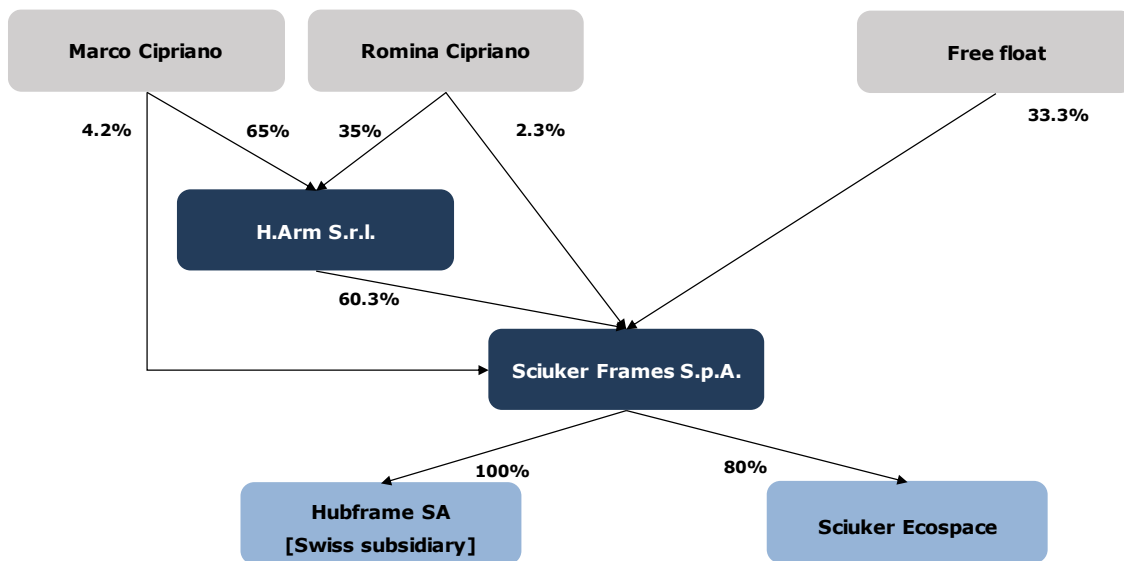 Marco Cipriano
Romina Cipriano
Free float
4.2%
65%
35%
2.3%
33.3%
H.Arm S.r.l.
60.3%
Sciuker Frames S.p.A.
100%
80%
Hubframe SA
[Swiss subsidiary]
Sciuker Ecospace